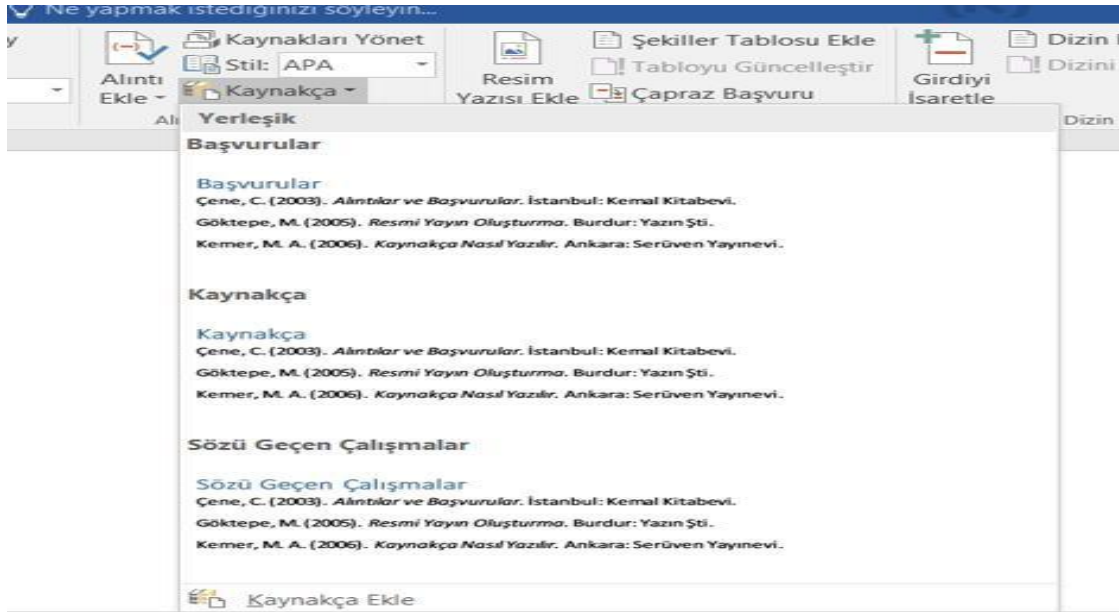 Ne yapmak istediğinizi söyleyin...
y
Alıntı Ekle
Kaynakları Yönet
Stil: APA
Kaynakça
Resim Yazısı Ekle
Şekiller Tablosu Ekle
Tabloyu Güncelleştir
Çapraz Başvuru
Girdiyi İşaretle
Dizin
Dizini
Alı
Dizin
Yerleşik
Başvurular
Başvurular
Çene, C. (2003). Alıntılar ve Başvurular. İstanbul: Kemal Kitabevi.
Göktepe, M. (2005). Resmi Yayın Oluşturma. Burdur: Yazın Şti.
Kemer, M. A. (2006). Kaynakça Nasıl Yazılır. Ankara: Serüven Yayınevi.
Kaynakça
Kaynakça
Çene, C. (2003). Alıntılar ve Başvurular. İstanbul: Kemal Kitabevi.
Göktepe, M. (2005). Resmi Yayın Oluşturma. Burdur: Yazın Şti.
Kemer, M. A. (2006). Kaynakça Nasıl Yazılır. Ankara: Serüven Yayınevi.
Sözü Geçen Çalışmalar
Sözü Geçen Çalışmalar
Çene, C. (2003). Alıntılar ve Başvurular. İstanbul: Kemal Kitabevi.
Göktepe, M. (2005). Resmi Yayın Oluşturma. Burdur: Yazın Şti.
Kemer, M. A. (2006). Kaynakça Nasıl Yazılır. Ankara: Serüven Yayınevi.
Kaynakça Ekle